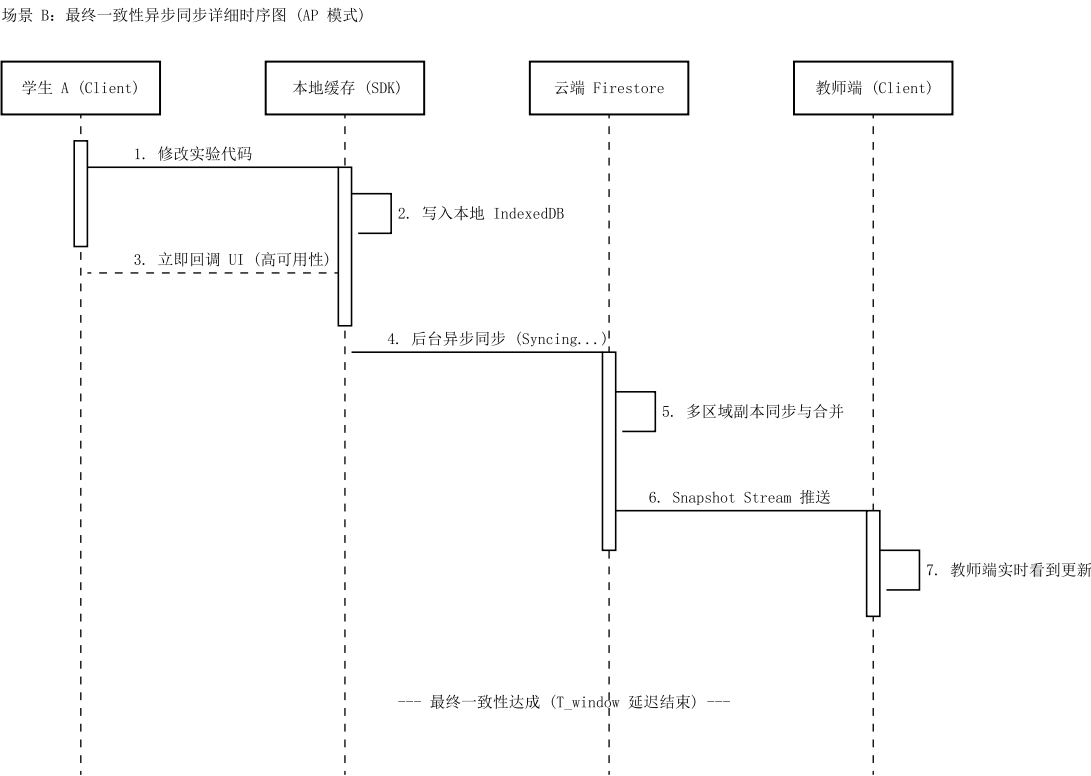 场景 B：最终一致性异步同步详细时序图 (AP 模式)
学生 A (Client)
本地缓存 (SDK)
云端 Firestore
教师端 (Client)
1. 修改实验代码
2. 写入本地 IndexedDB
3. 立即回调 UI (高可用性)
4. 后台异步同步 (Syncing...)
5. 多区域副本同步与合并
6. Snapshot Stream 推送
7. 教师端实时看到更新
--- 最终一致性达成 (T_window 延迟结束) ---